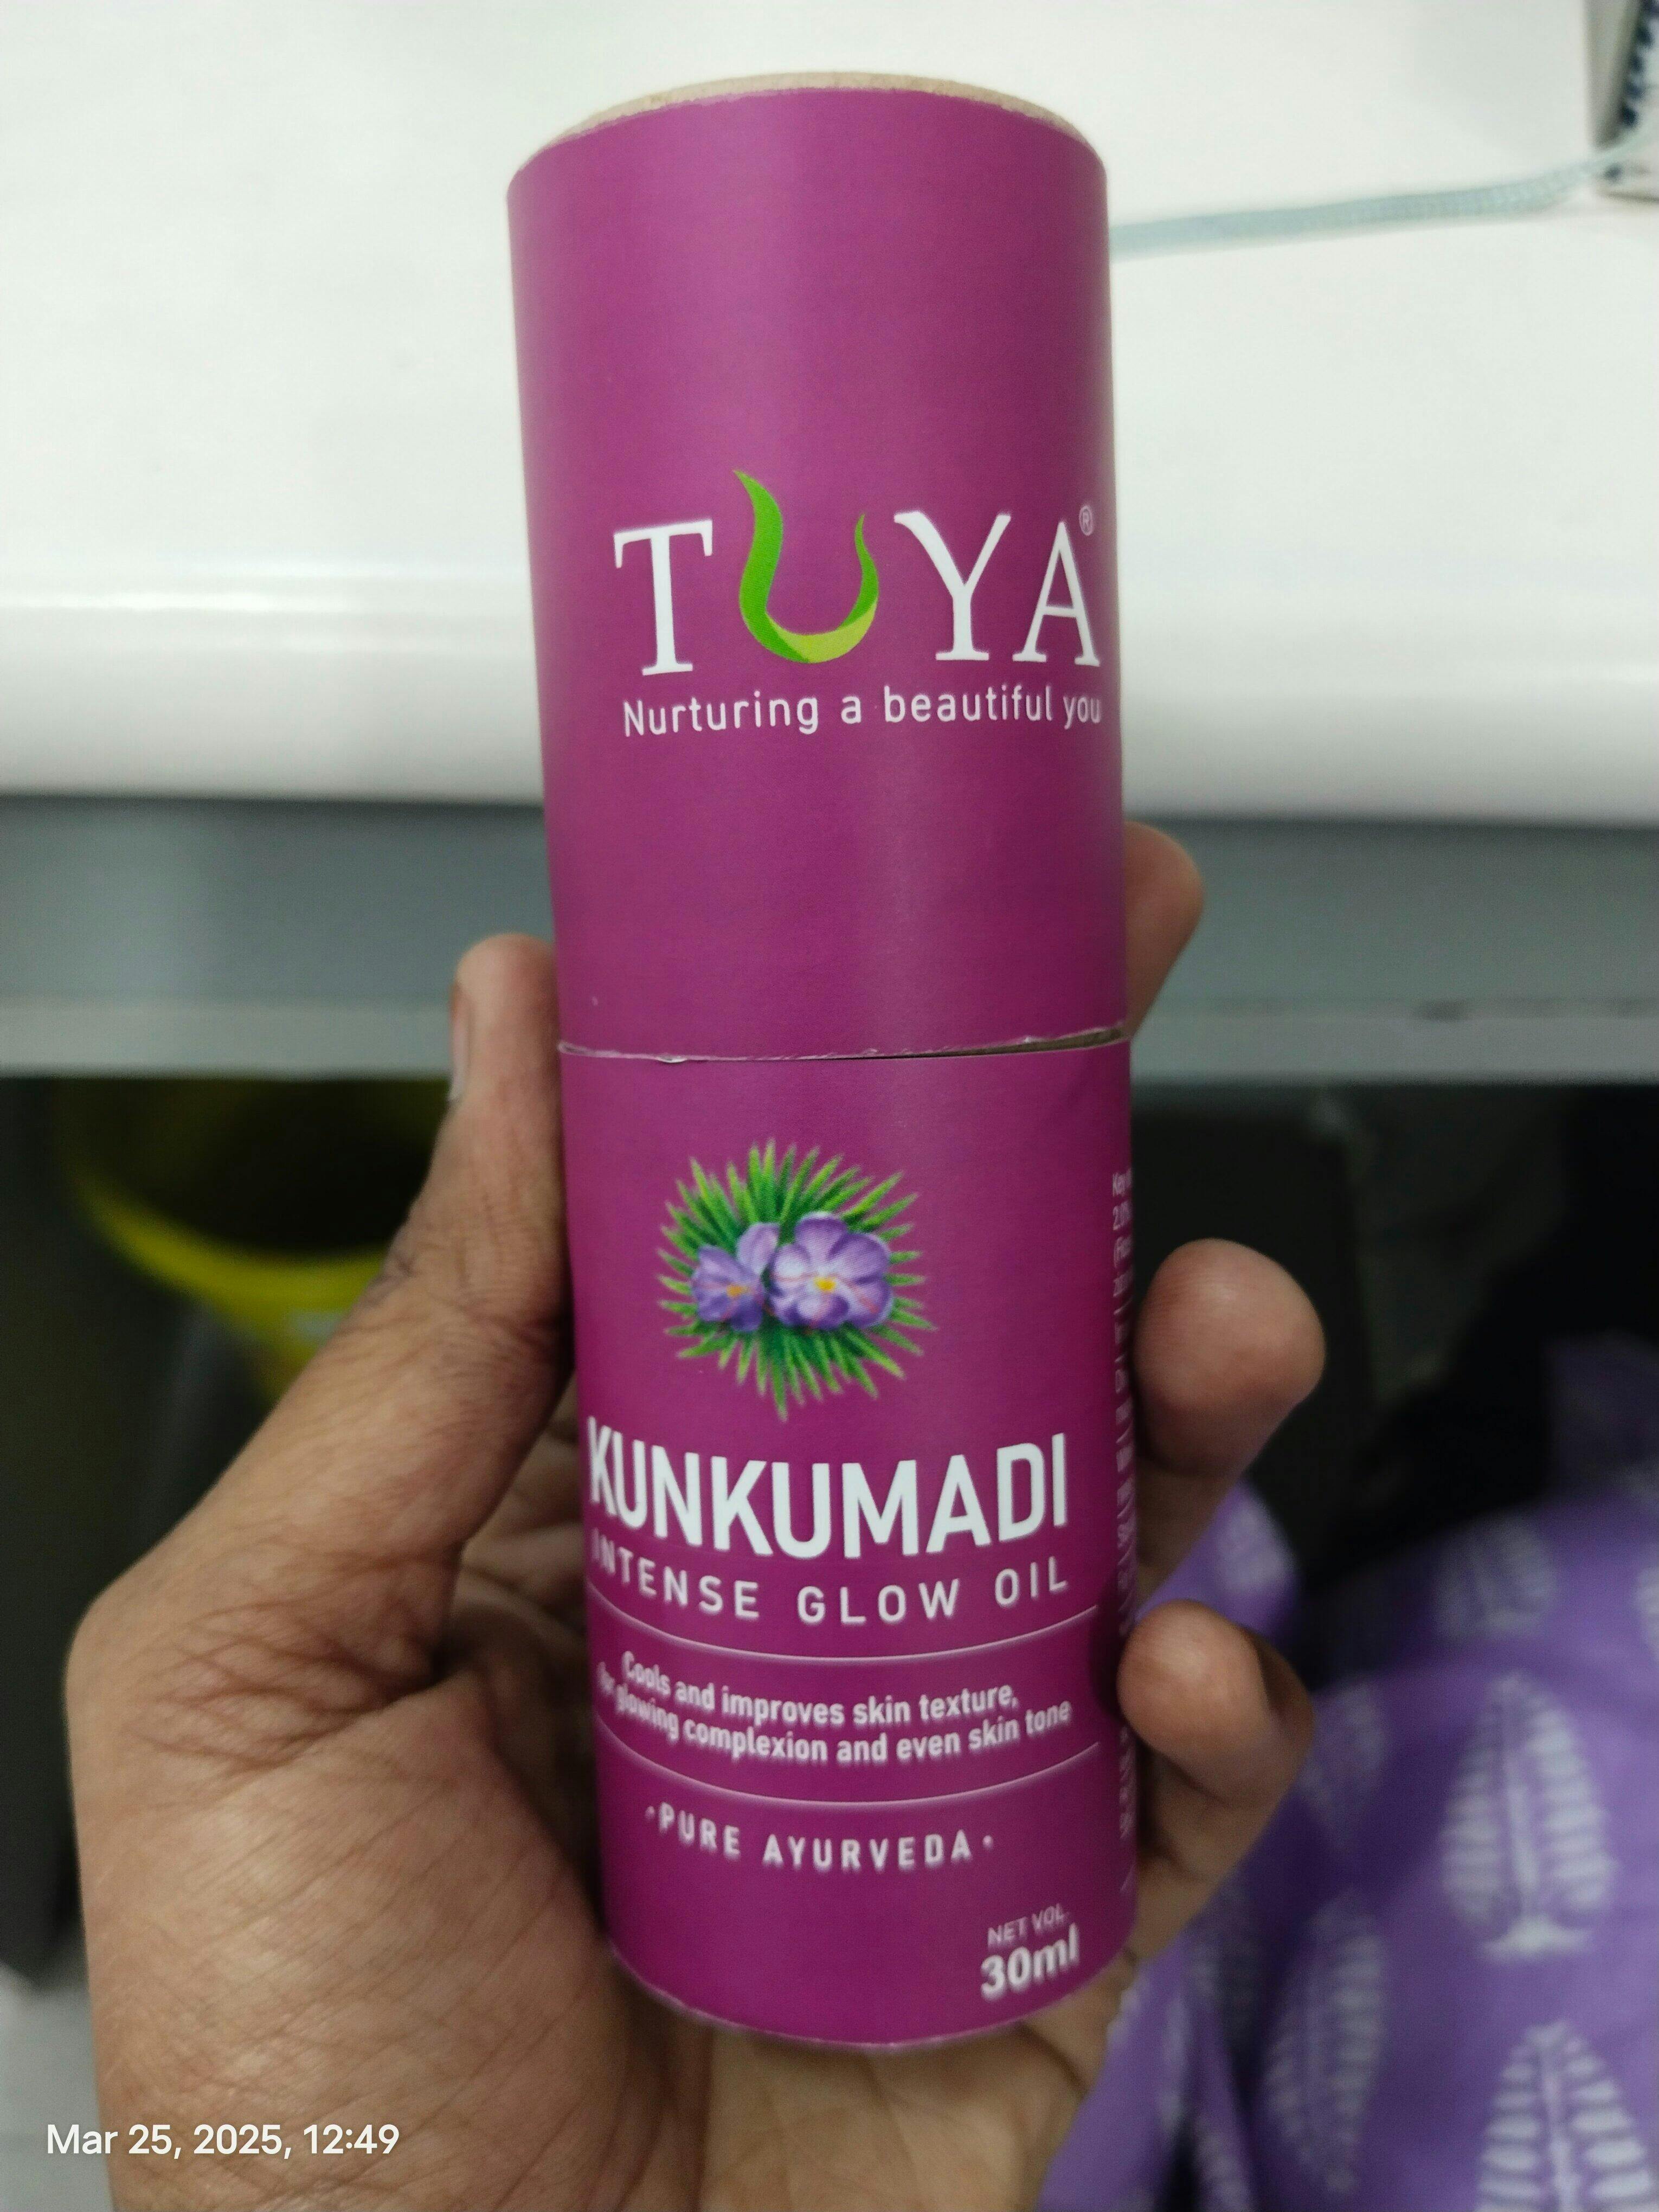 TUYA®
Nurturing a beautiful you
KUNKUMADI
INTENSE GLOW OIL
Cools and improves skin texture,
for glowing complexion and even skin tone
•PURE AYURVEDA•
NET VOL.
30ml
Mar 25, 2025, 12:49